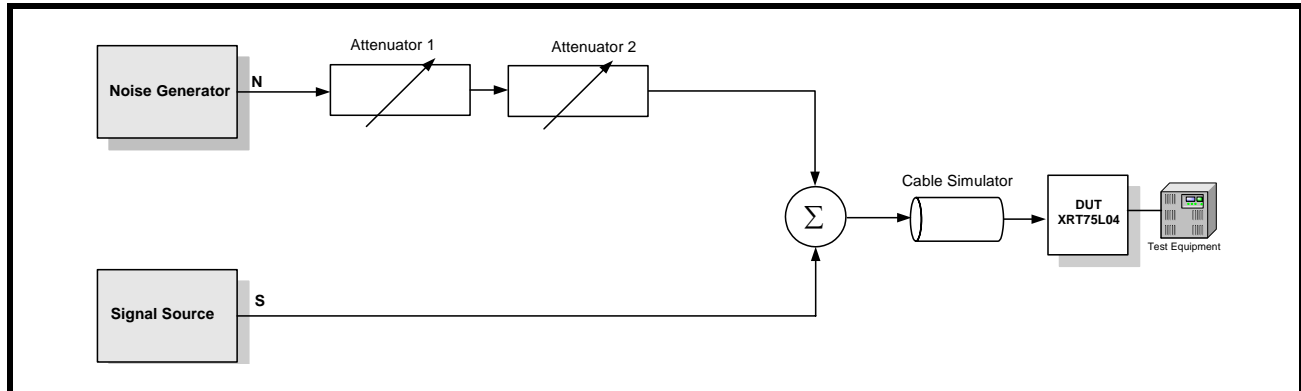 Attenuator 1
Attenuator 2
N
Noise Generator
Cable Simulator
DUT
XRT75L04
Σ
Test Equipment
S
Signal Source